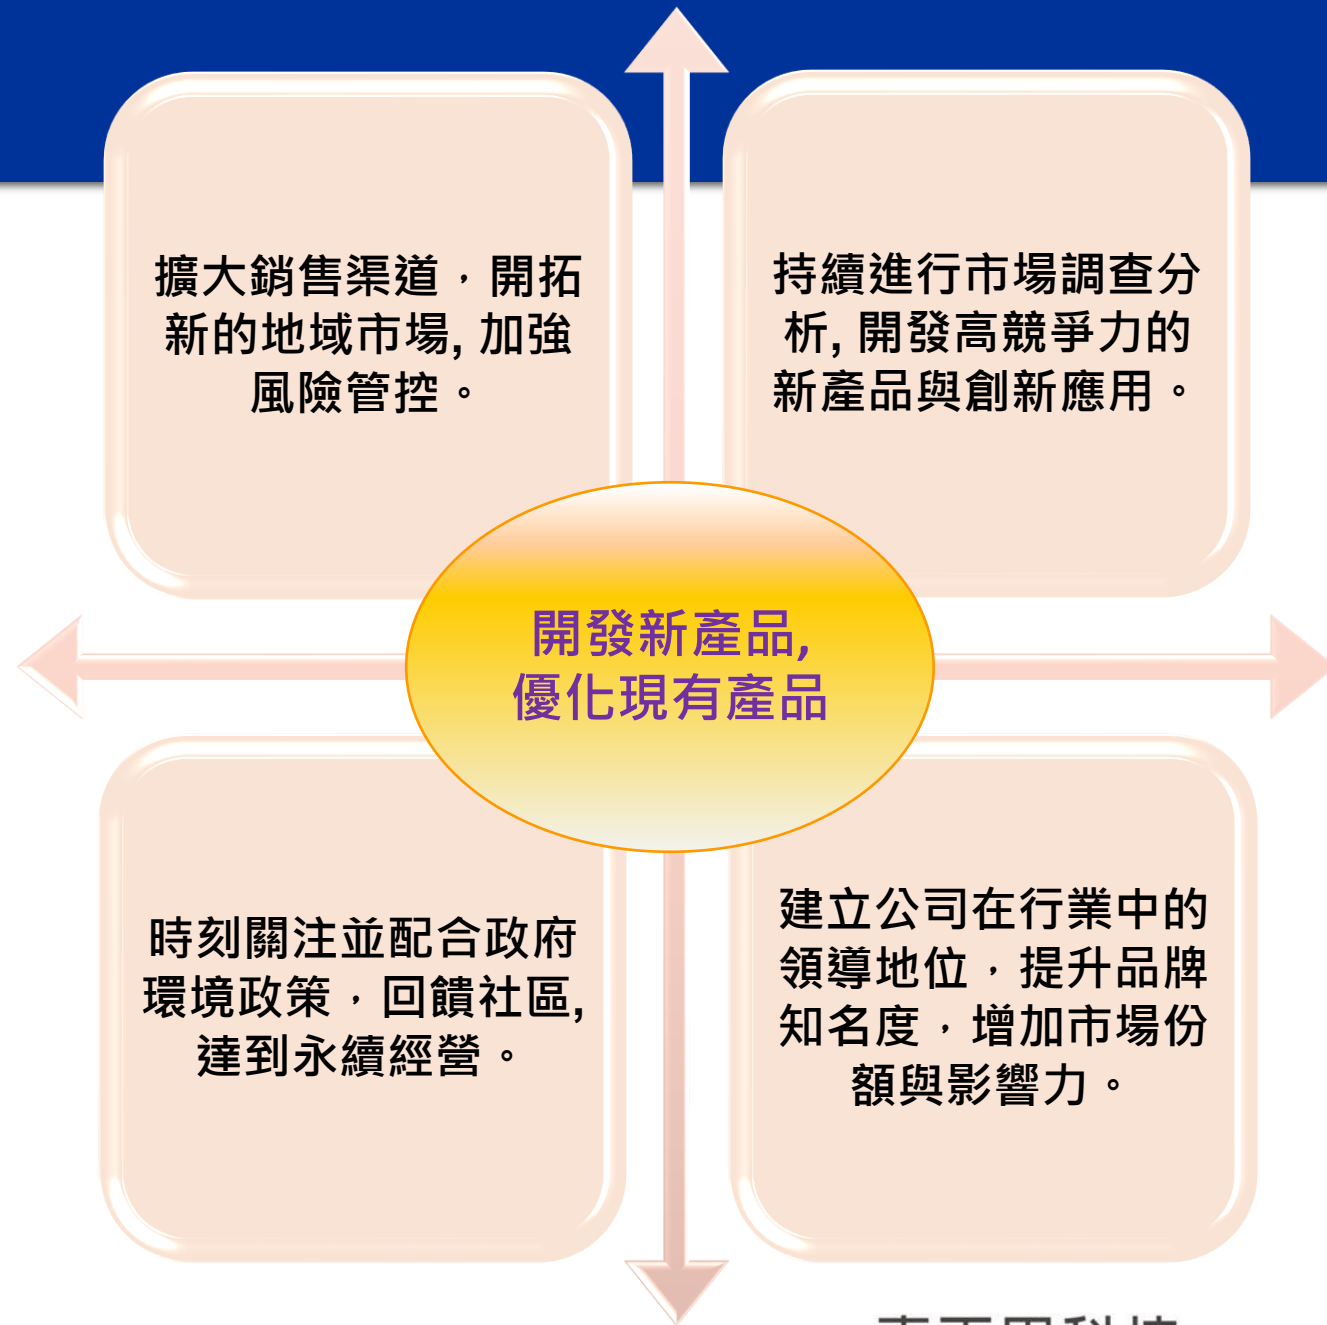 擴大銷售渠道，開拓
新的地域市場, 加強
風險管控。
持續進行市場調查分
析, 開發高競爭力的
新產品與創新應用。
開發新產品,
優化現有產品
時刻關注並配合政府
環境政策，回饋社區,
達到永續經營。
建立公司在行業中的
領導地位，提升品牌
知名度，增加市場份
額與影響力。